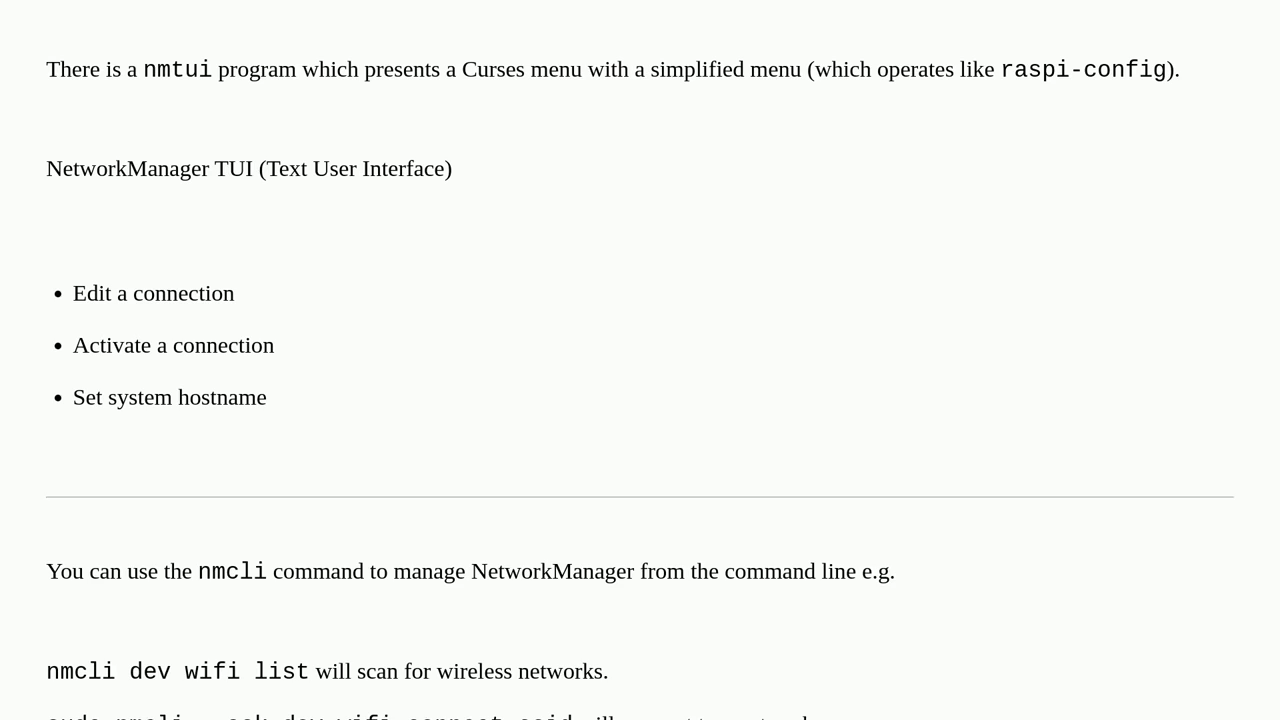 There is a nmtui program which presents a Curses menu with a simplified menu (which operates like raspi-config).
NetworkManager TUI (Text User Interface)
• Edit a connection
• Activate a connection
• Set system hostname
You can use the nmcli command to manage NetworkManager from the command line e.g.
nmcli dev wifi list will scan for wireless networks.